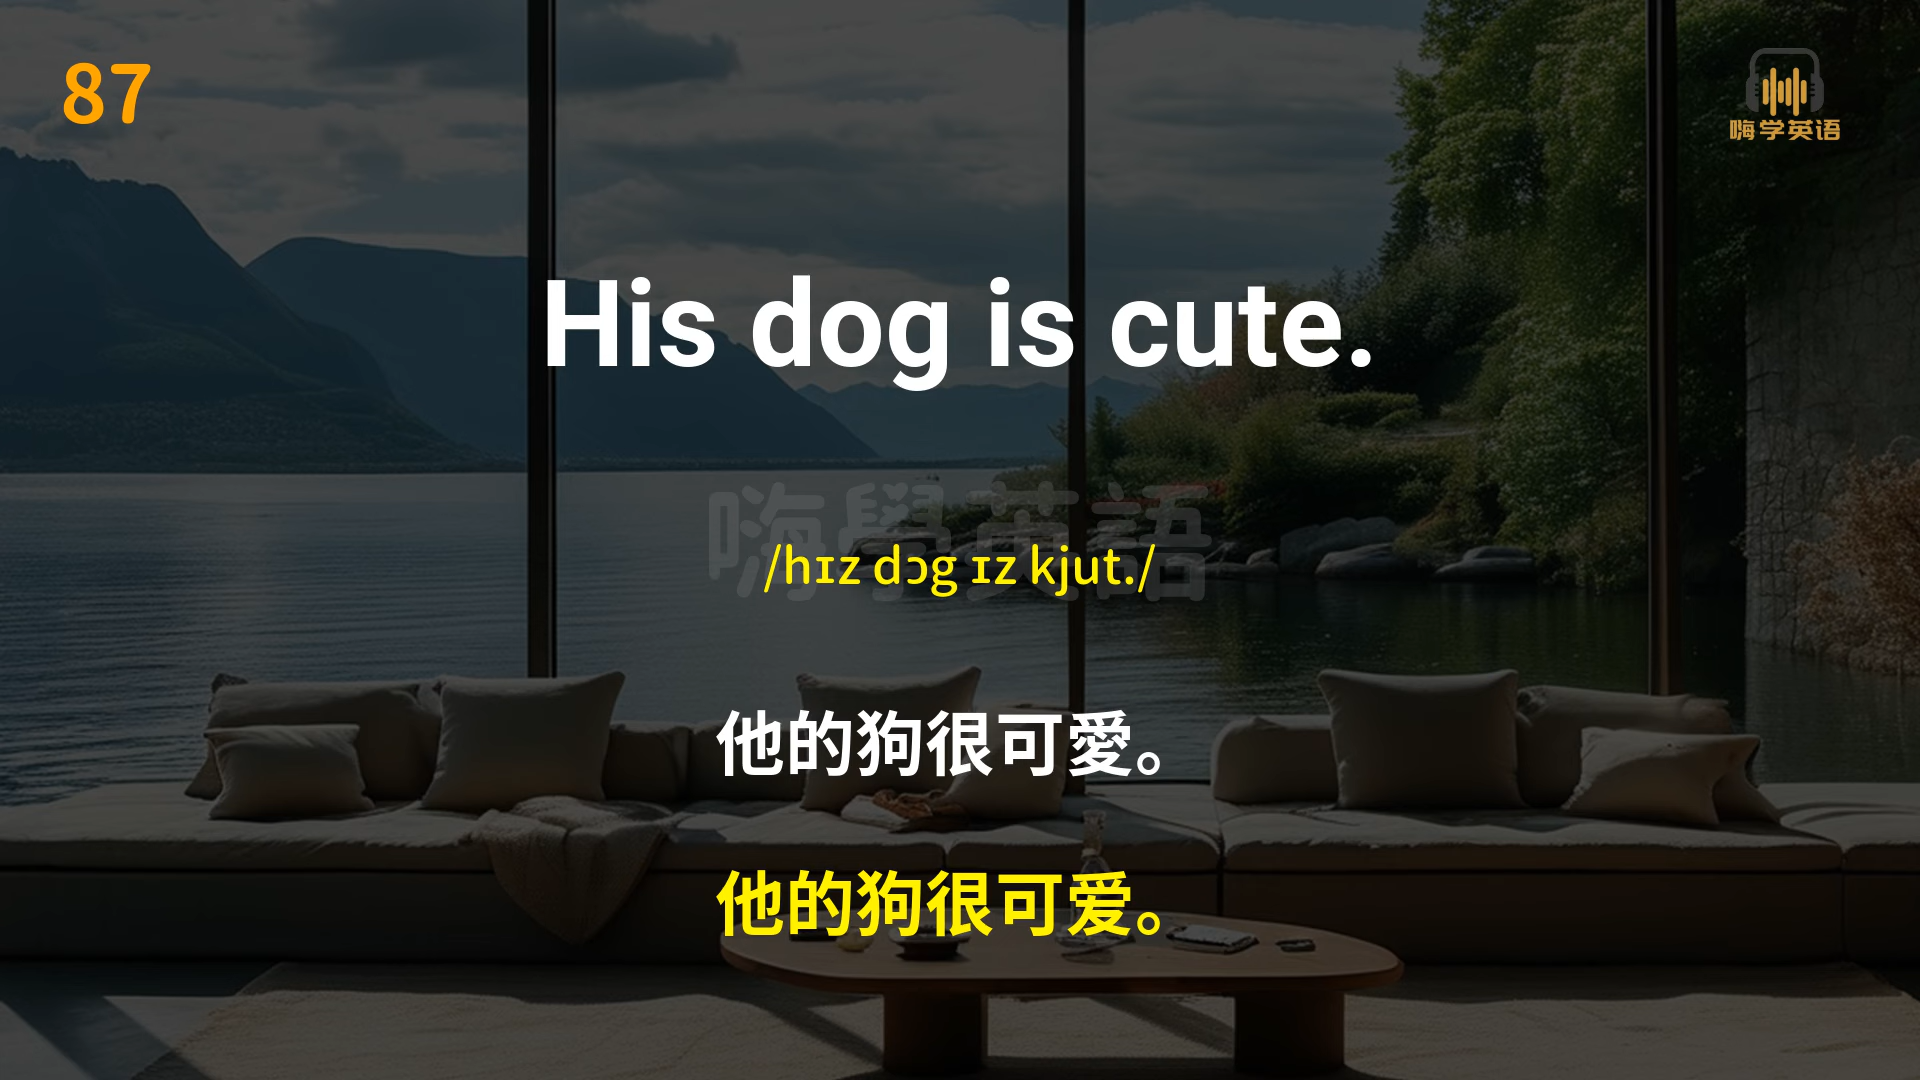 87
嗨学英语
His dog is cute.
嗨學英語
/hɪz dɔg ɪz kjut./
他的狗很可愛。
他的狗很可爱。